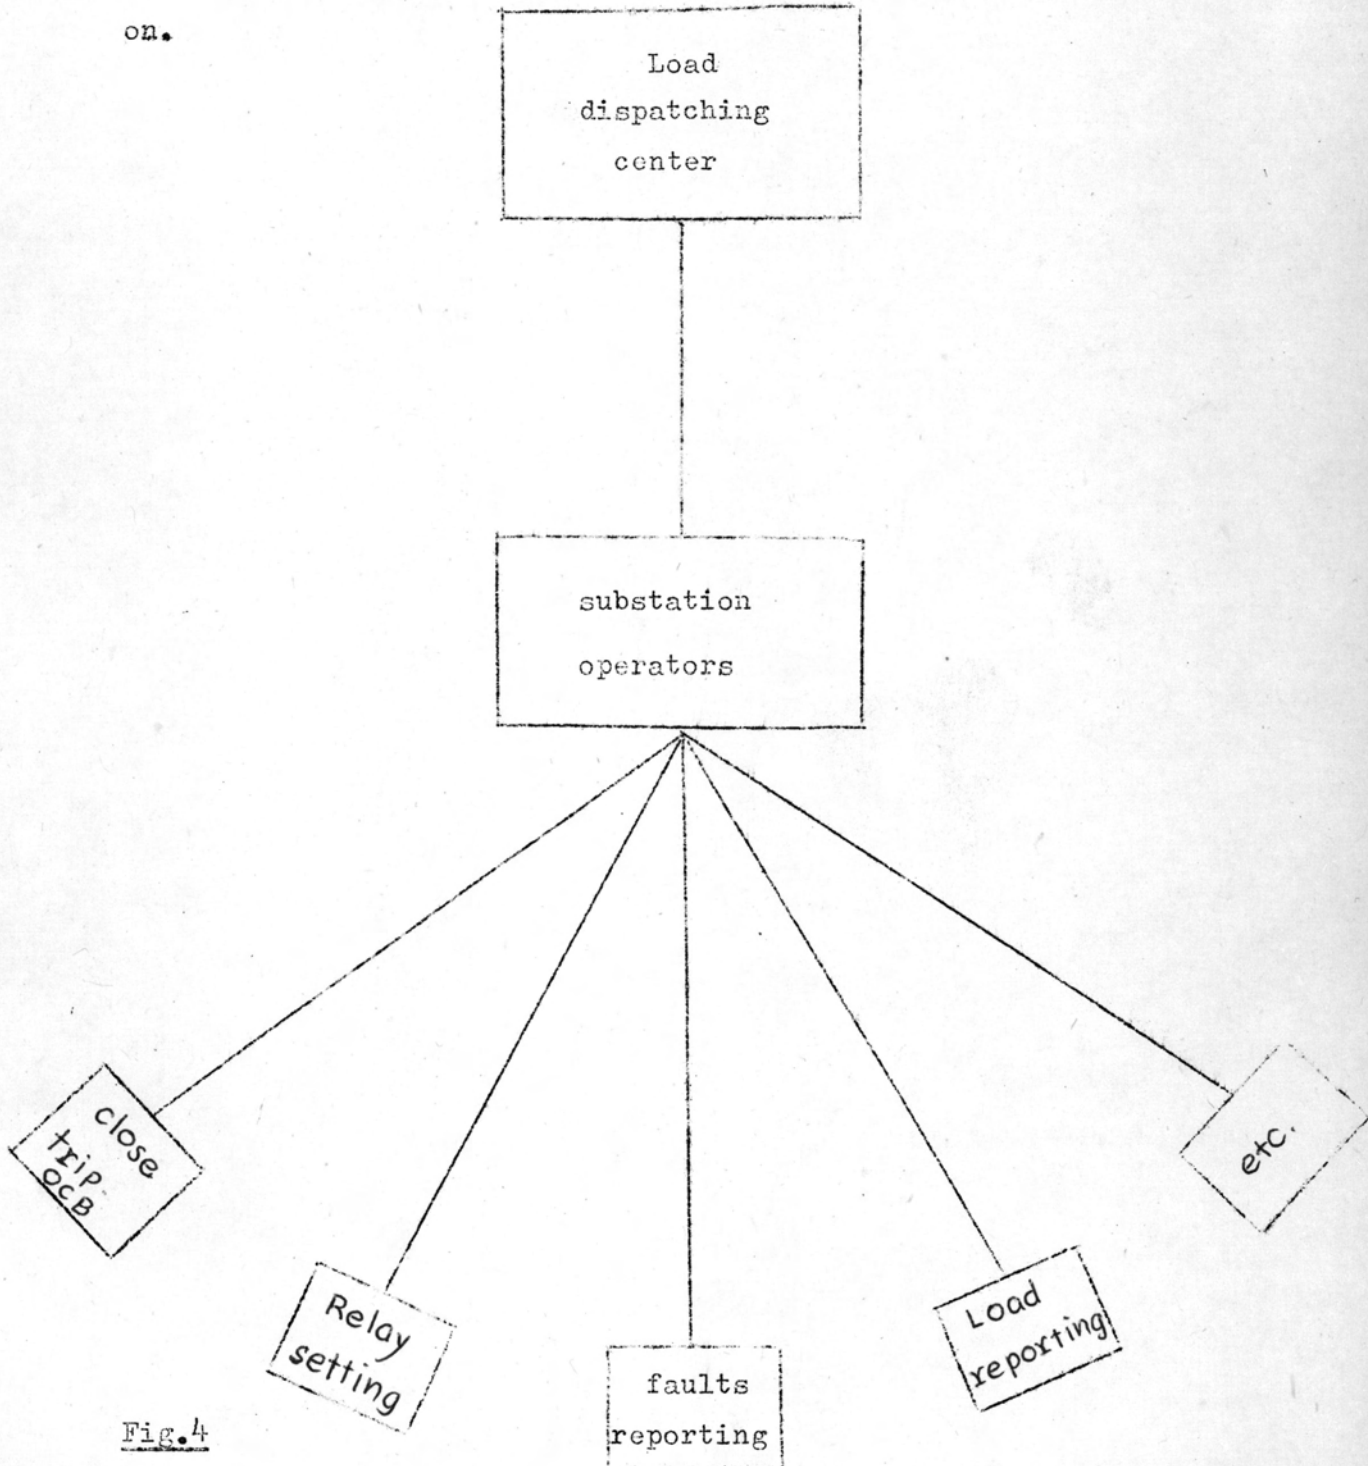 on.
Load
dispatching
center
substation
operators
close
trip
OCB
Relay
setting
faults
reporting
Load
reporting
etc.
Fig.4